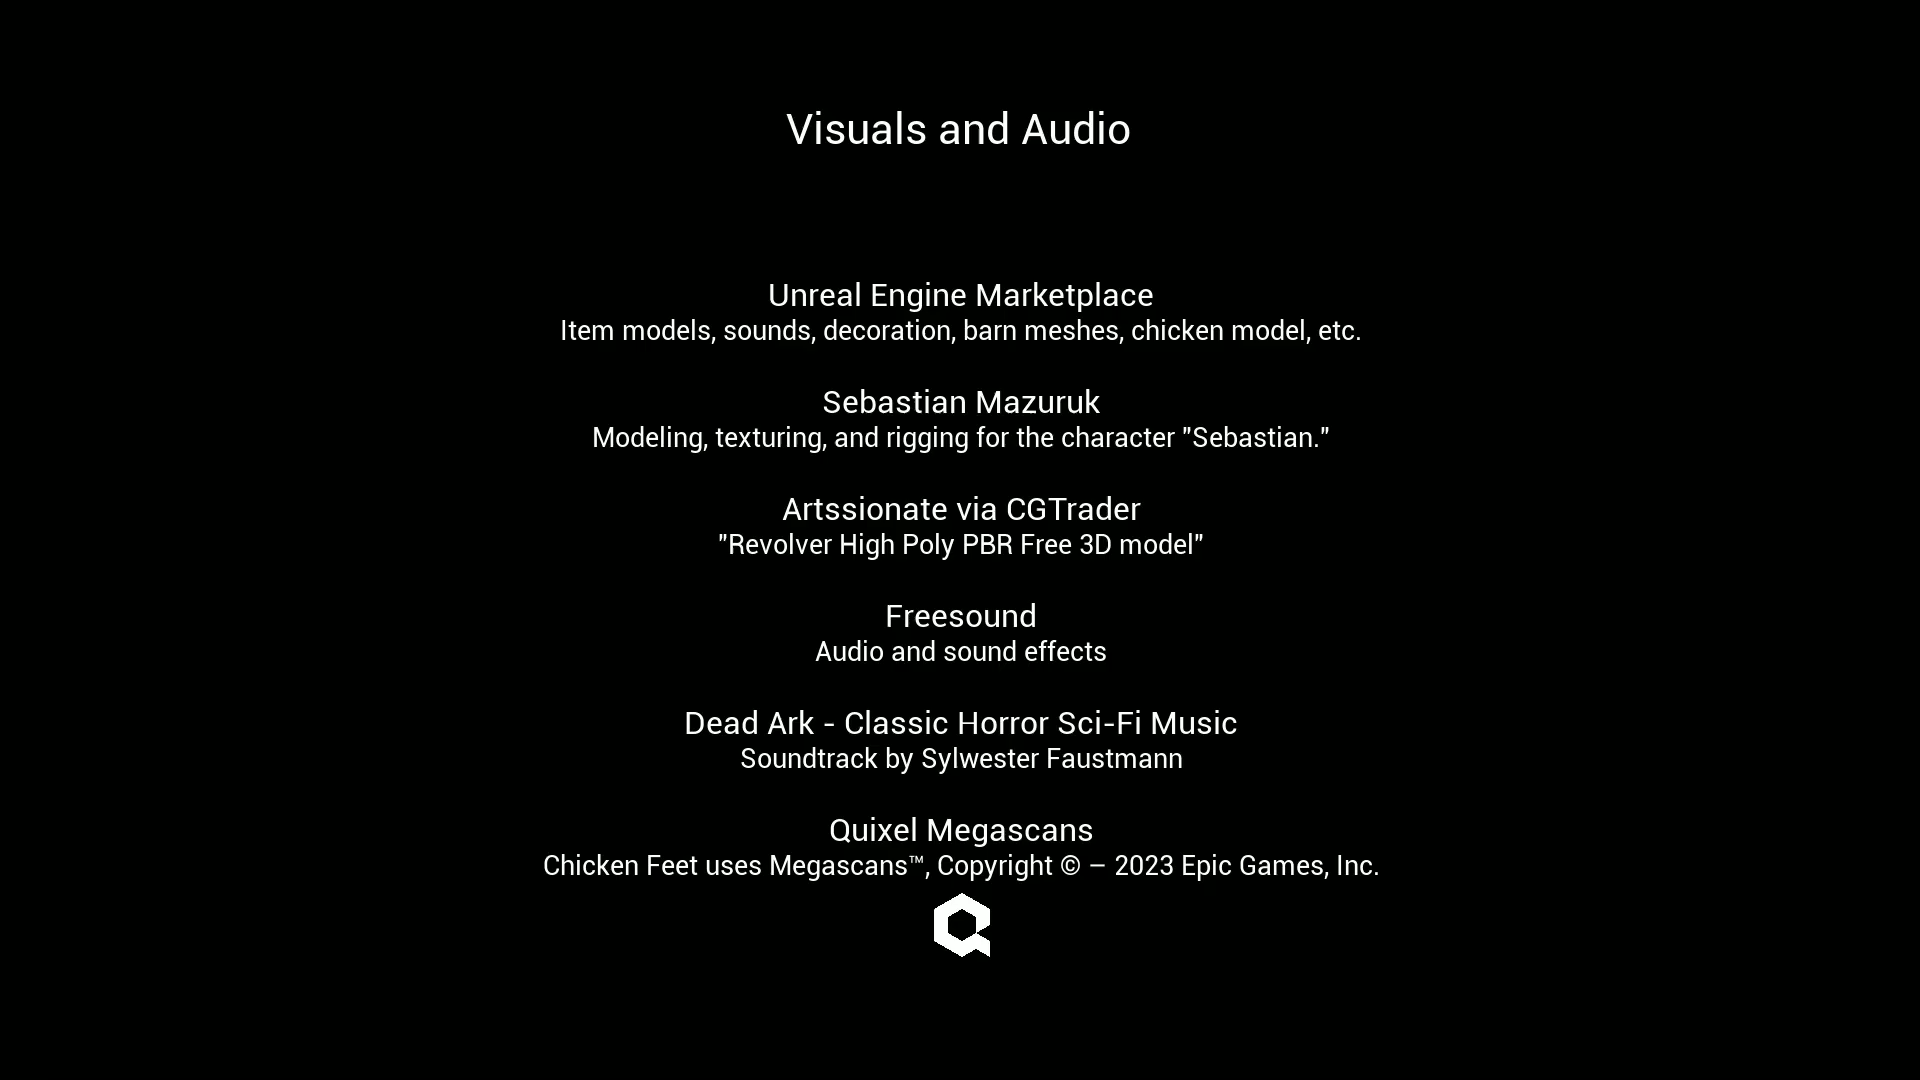 Visuals and Audio
Unreal Engine Marketplace
Item models, sounds, decoration, barn meshes, chicken model, etc.
Sebastian Mazuruk
Modeling, texturing, and rigging for the character "Sebastian."
Artssionate via CGTrader
"Revolver High Poly PBR Free 3D model"
Freesound
Audio and sound effects
Dead Ark - Classic Horror Sci-Fi Music
Soundtrack by Sylwester Faustmann
Quixel Megascans
Chicken Feet uses Megascans™, Copyright © – 2023 Epic Games, Inc.